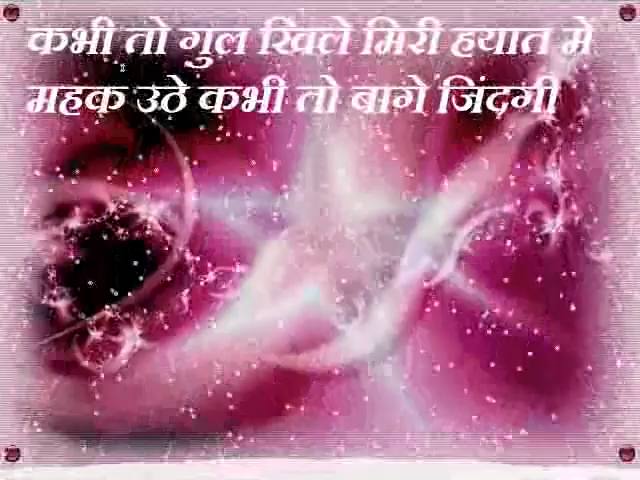 कभी तो गुल खिले मिरी हयात में
महक उठे कभी तो बागे जिंदगी